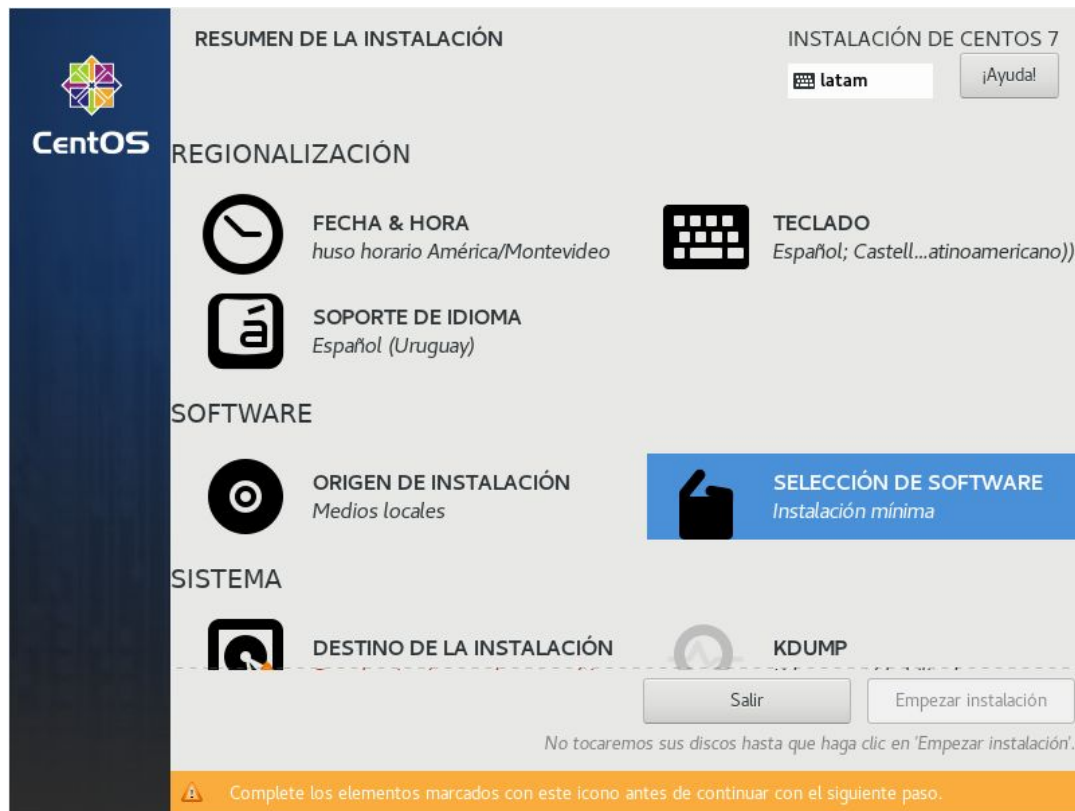 RESUMEN DE LA INSTALACIÓN
INSTALACIÓN DE CENTOS 7
latam
¡Ayuda!
CentOS
REGIONALIZACIÓN
FECHA & HORA
huso horario América/Montevideo
TECLADO
Español; Castell...atinoamericano))
SOPORTE DE IDIOMA
Español (Uruguay)
SOFTWARE
ORIGEN DE INSTALACIÓN
Medios locales
SELECCIÓN DE SOFTWARE
Instalación mínima
SISTEMA
DESTINO DE LA INSTALACIÓN
KDUMP
Salir
Empezar instalación
No tocaremos sus discos hasta que haga clic en 'Empezar instalación'.
Complete los elementos marcados con este icono antes de continuar con el siguiente paso.